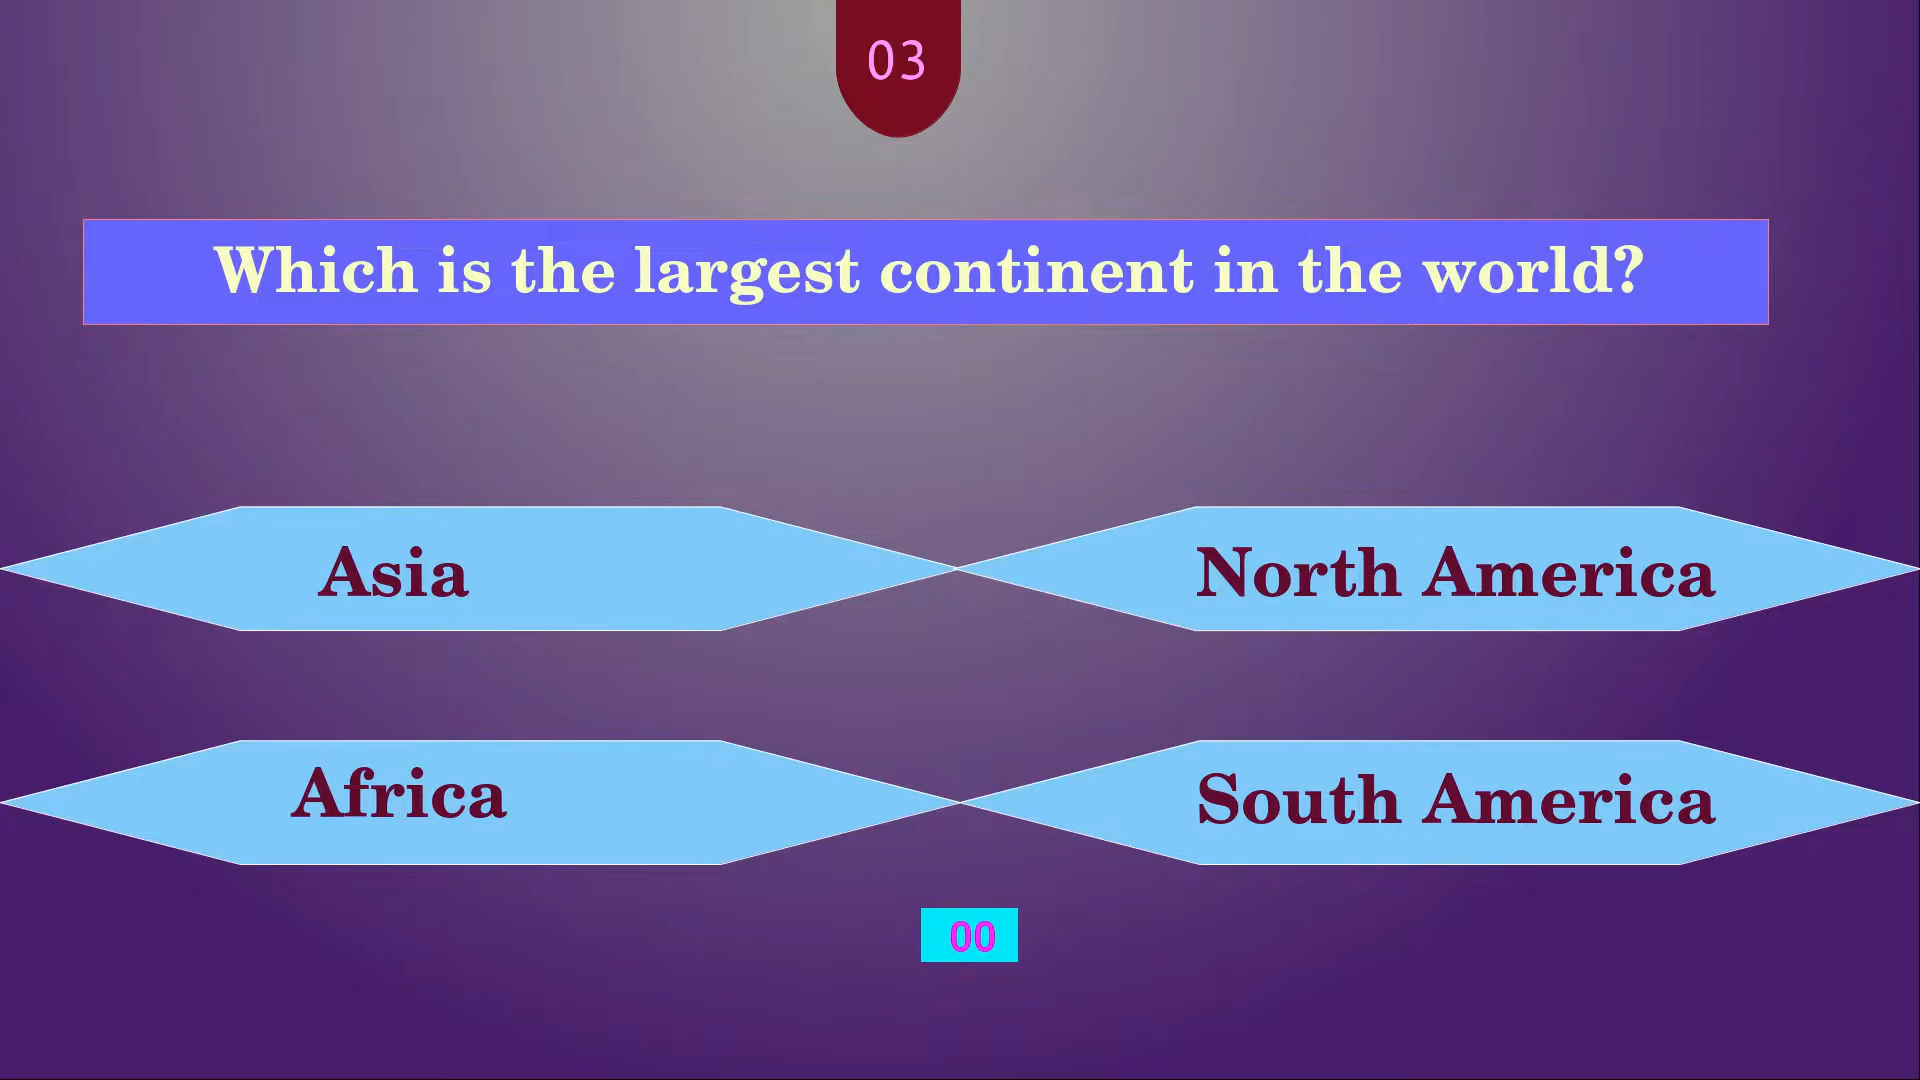 03
Which is the largest continent in the world?
Asia
North America
Africa
South America
00